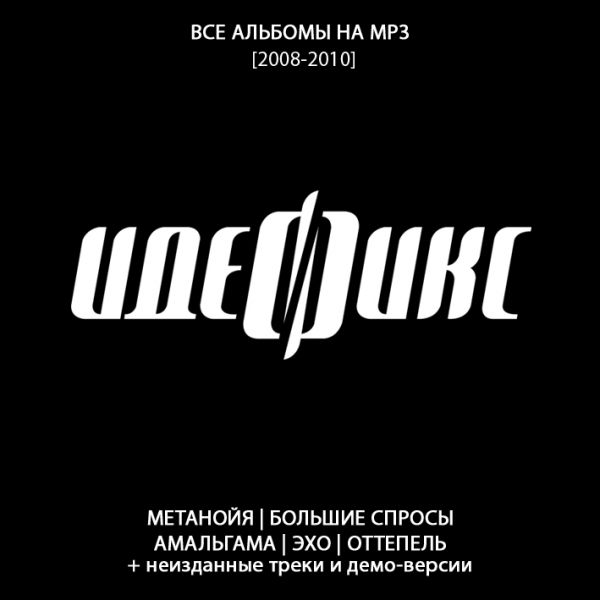 ВСЕ АЛЬБОМЫ НА MP3
[2008-2010]
ИДЕФИКС
МЕТАНОЙЯ | БОЛЬШИЕ СПРОСЫ
АМАЛЬГАМА | ЭХО | ОТТЕПЕЛЬ
+ неизданные треки и демо-версии